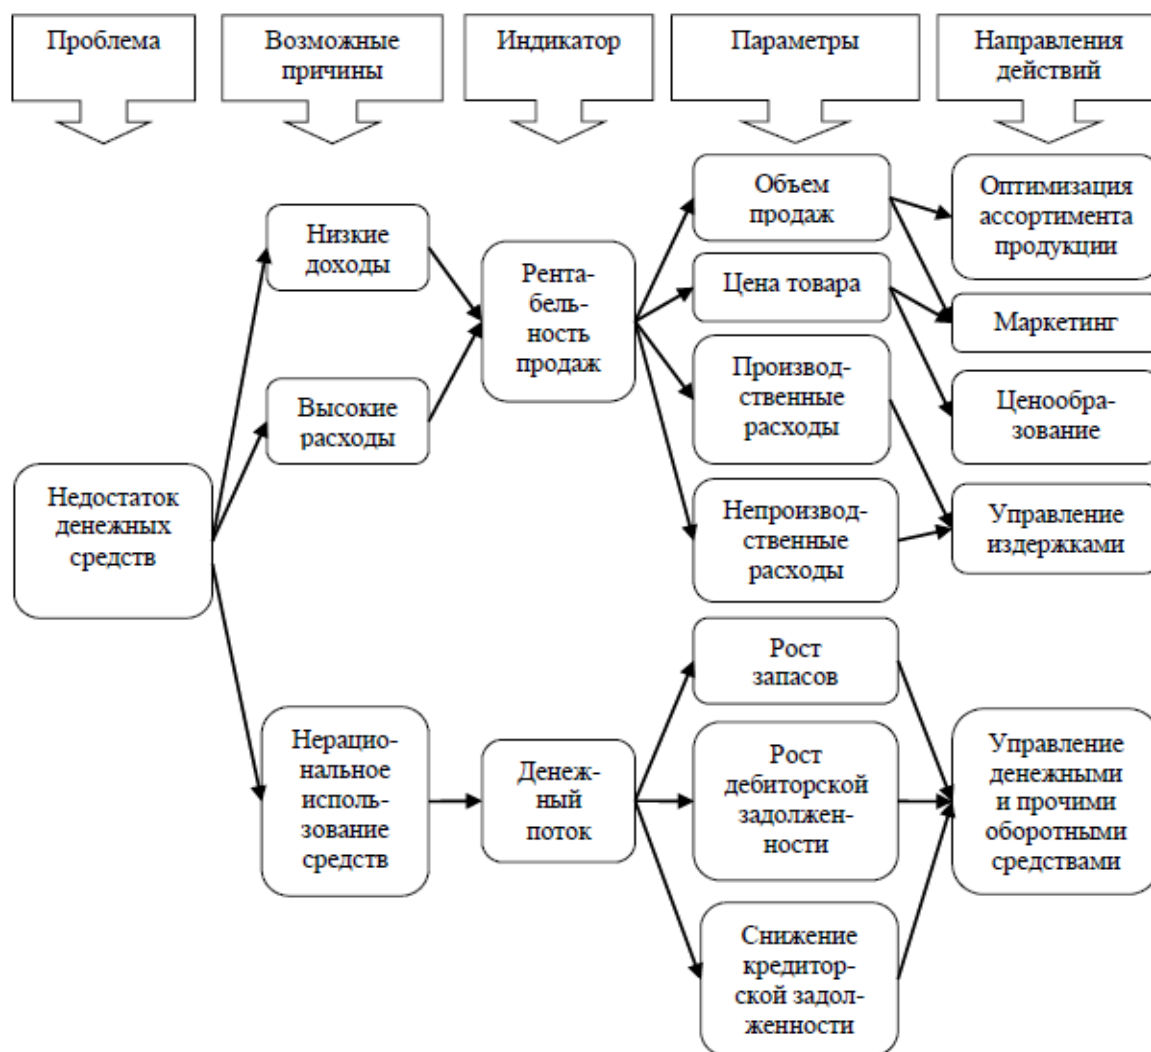 Проблема
Возможные
причины
Индикатор
Параметры
Направления
действий
Недостаток
денежных
средств
Низкие
доходы
Высокие
расходы
Нерацио-
нальное
исполь-
зование
средств
Рента-
бель-
ность
продаж
Денеж-
ный
поток
Объем
продаж
Цена товара
Производ-
ственные
расходы
Непроизвод-
ственные
расходы
Рост
запасов
Рост
дебиторской
задолжен-
ности
Снижение
кредитор-
ской задол-
женности
Оптимизация
ассортимента
продукции
Маркетинг
Ценообра-
зование
Управление
издержками
Управление
денежными
и прочими
оборотными
средствами